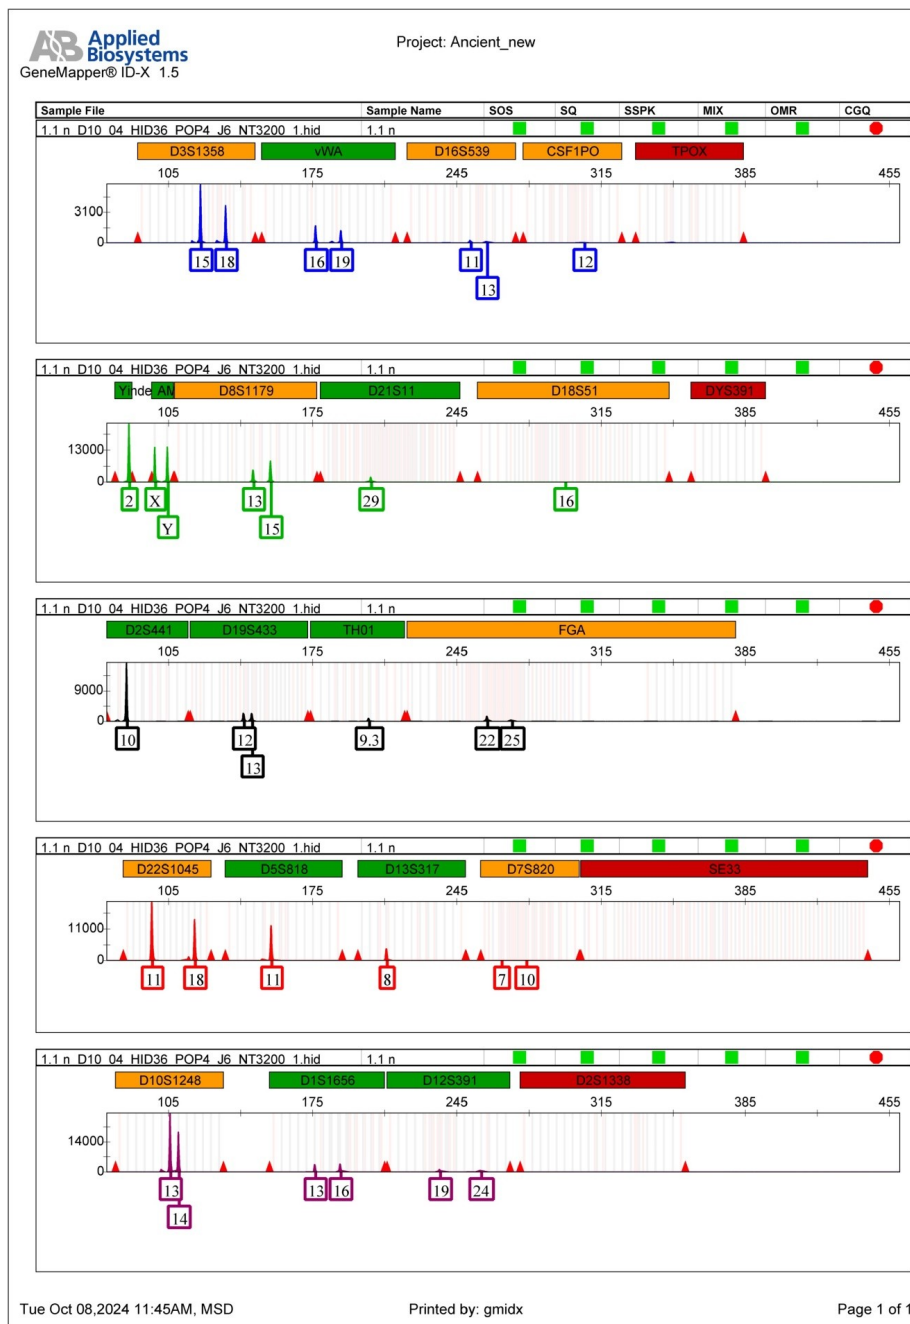 AB Applied Biosystems
GeneMapper® ID-X 1.5
Project: Ancient_new
Sample File Sample Name SOS SQ SSPK MIX OMR CGQ
1.1 n D10 04 HID36 POP4 J6 NT3200 1.hid 1.1 n
D3S1358 vWA D16S539 CSF1PO TPOX
105 175 245 315 385 455
3100
0
15 18 16 19 11 12
13
1.1 n D10 04 HID36 POP4 J6 NT3200 1.hid 1.1 n
Yinde AM D8S1179 D21S11 D18S51 DYS391
105 175 245 315 385 455
13000
0
2 X 13 29 16
Y 15
1.1 n D10 04 HID36 POP4 J6 NT3200 1.hid 1.1 n
D2S441 D19S433 TH01 FGA
105 175 245 315 385 455
9000
0
10 12 9.3 22 25
13
1.1 n D10 04 HID36 POP4 J6 NT3200 1.hid 1.1 n
D22S1045 D5S818 D13S317 D7S820 SE33
105 175 245 315 385 455
11000
0
11 18 11 8 7 10
1.1 n D10 04 HID36 POP4 J6 NT3200 1.hid 1.1 n
D10S1248 D1S1656 D12S391 D2S1338
105 175 245 315 385 455
14000
0
13 13 16 19 24
14
Tue Oct 08,2024 11:45AM, MSD Printed by: gmidx Page 1 of 1